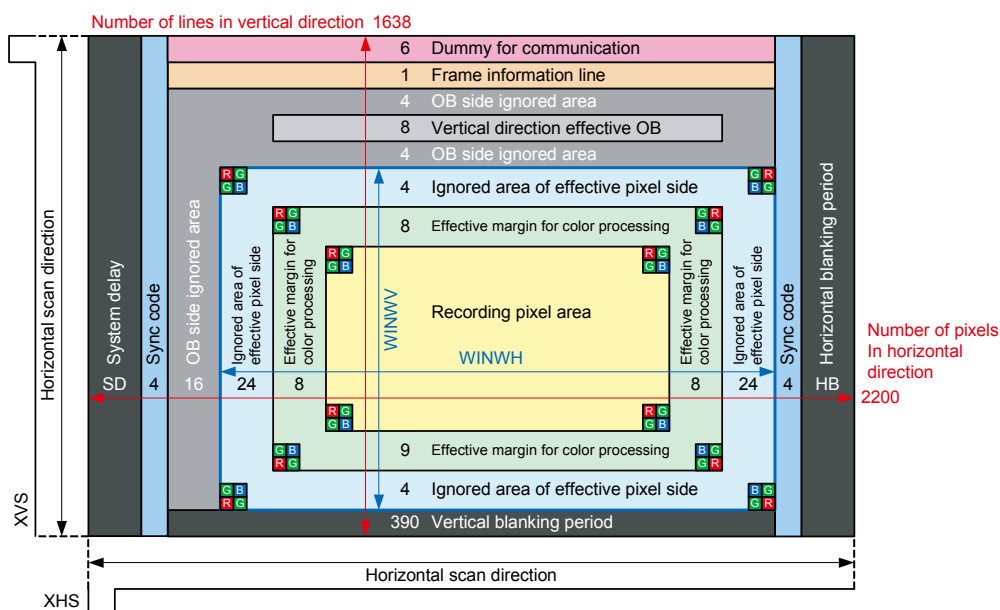 Number of lines in vertical direction 1638
6 Dummy for communication
1 Frame information line
4 OB side ignored area
8 Vertical direction effective OB
4 OB side ignored area
R G
G B
G R
B G
4 Ignored area of effective pixel side
R G
G B
G R
B G
8 Effective margin for color processing
R G
G B
R G
G B
Horizontal scan direction
System delay
SD
Sync code
4
OB side ignored area
16
Ignored area of
effective pixel side
24
Effective margin for
color processing
8
WINWV
Recording pixel area
WINWH
Effective margin for
color processing
8
Ignored area of
effective pixel side
24
Sync code
4
Horizontal blanking period
HB
Number of pixels
In horizontal
direction
2200
R G
G B
R G
G B
G B
R G
B G
G R
9 Effective margin for color processing
G B
R G
B G
G R
4 Ignored area of effective pixel side
390 Vertical blanking period
XVS
Horizontal scan direction
XHS